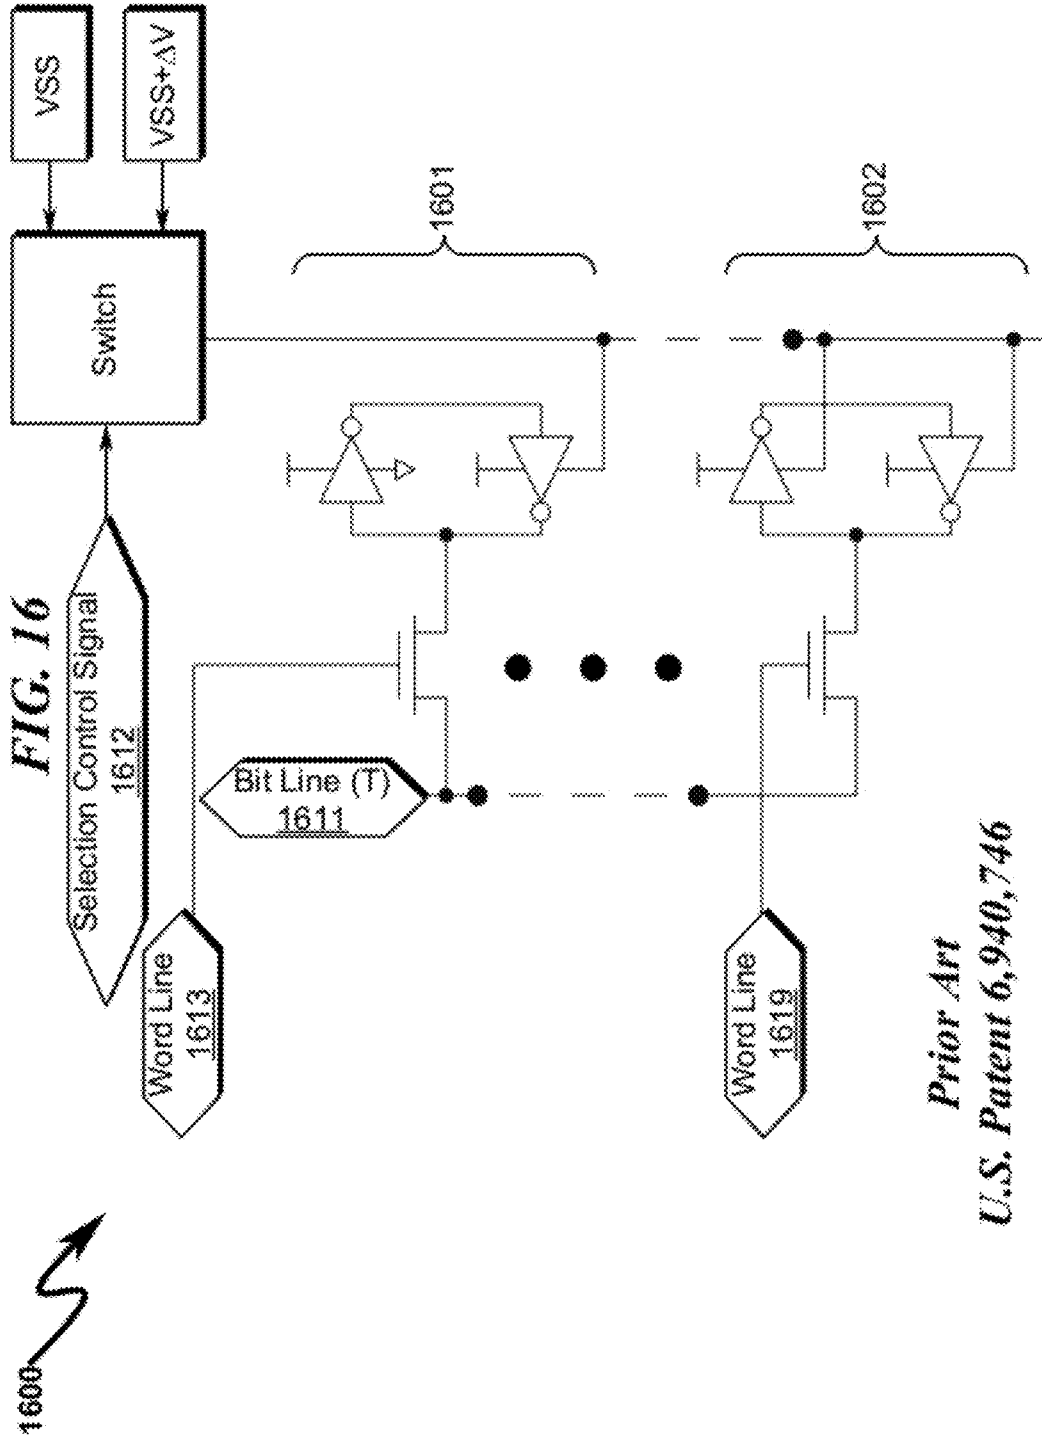 1600
FIG. 16
Selection Control Signal
1612
Switch
VSS
VSS+ΔV
Word Line
1613
Bit Line (T)
1611
1601
Word Line
1619
1602
Prior Art
U.S. Patent 6,940,746